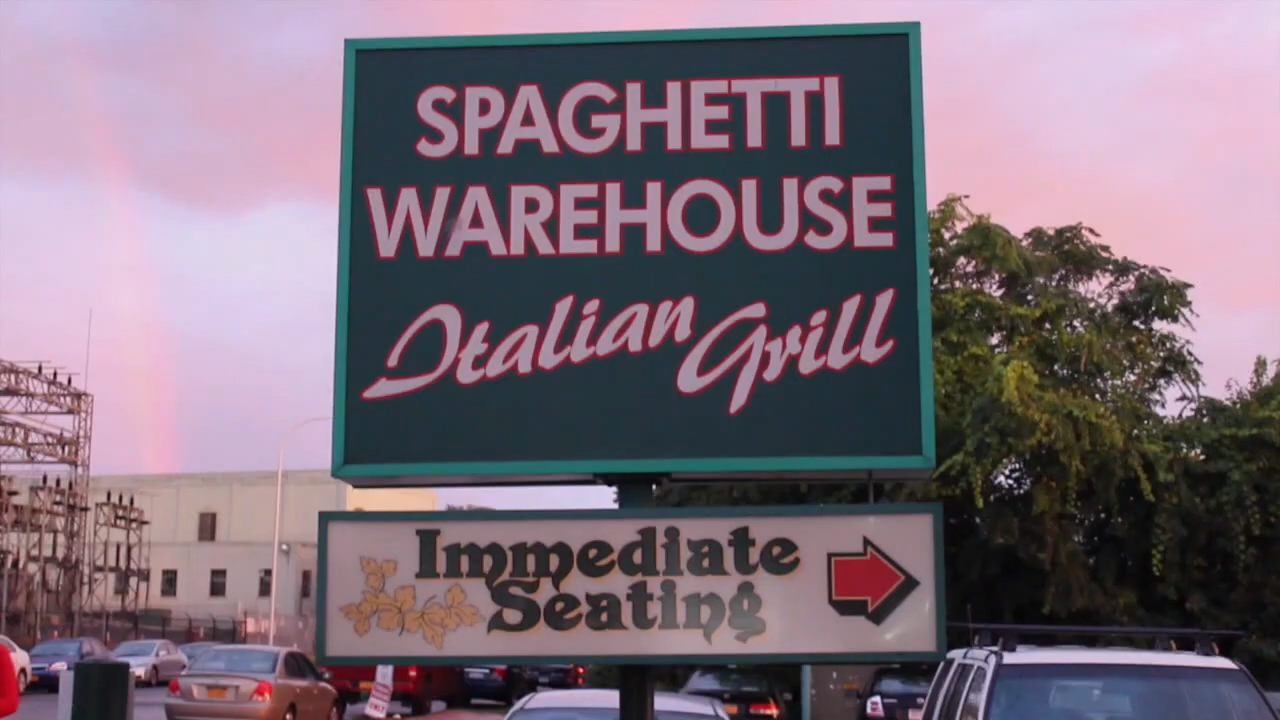 SPAGHETTI
WAREHOUSE
Italian Grill
Immediate
Seating